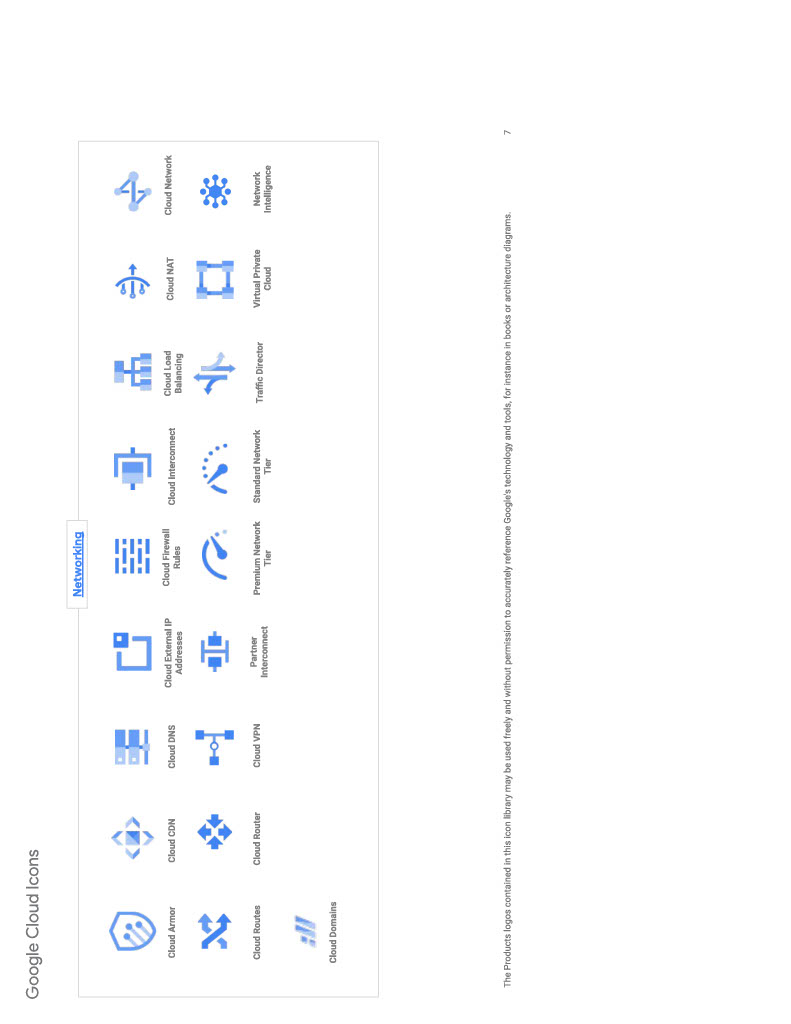 Google Cloud Icons
Networking
Cloud Armor
Cloud CDN
Cloud DNS
Cloud External IP
Addresses
Cloud Firewall
Rules
Cloud Interconnect
Cloud Load
Balancing
Cloud NAT
Cloud Network
Cloud Routes
Cloud Router
Cloud VPN
Partner
Interconnect
Premium Network
Tier
Standard Network
Tier
Traffic Director
Virtual Private
Cloud
Network
Intelligence
Cloud Domains
The Products logos contained in this icon library may be used freely and without permission to accurately reference Google's technology and tools, for instance in books or architecture diagrams.
7